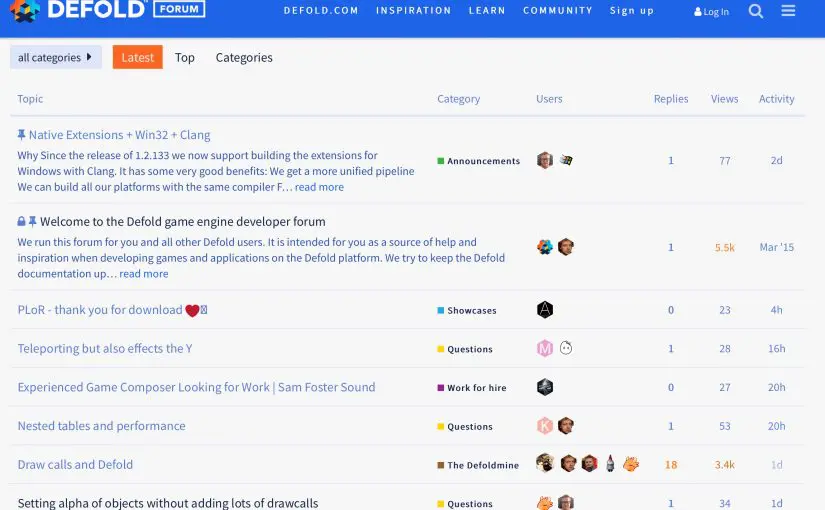 DEFOLD FORUM DEFOLD.COM INSPIRATION LEARN COMMUNITY Sign up Log In
all categories Latest Top Categories
Topic Category Users Replies Views Activity
Native Extensions + Win32 + Clang
Why Since the release of 1.2.133 we now support building the extensions for
Windows with Clang. It has some very good benefits: We get a more unified pipeline
We can build all our platforms with the same compiler F... read more
Announcements 1 77 2d
Welcome to the Defold game engine developer forum
We run this forum for you and all other Defold users. It is intended for you as a source of help and
inspiration when developing games and applications on the Defold platform. We try to keep the Defold
documentation up... read more
1 5.5k Mar '15
PLoR - thank you for download Showcases 0 23 4h
Teleporting but also effects the Y Questions M 1 28 16h
Experienced Game Composer Looking for Work | Sam Foster Sound Work for hire 0 27 20h
Nested tables and performance Questions K 1 53 20h
Draw calls and Defold The Defoldmine 18 3.4k 1d
Setting alpha of objects without adding lots of drawcalls Questions 1 34 1d